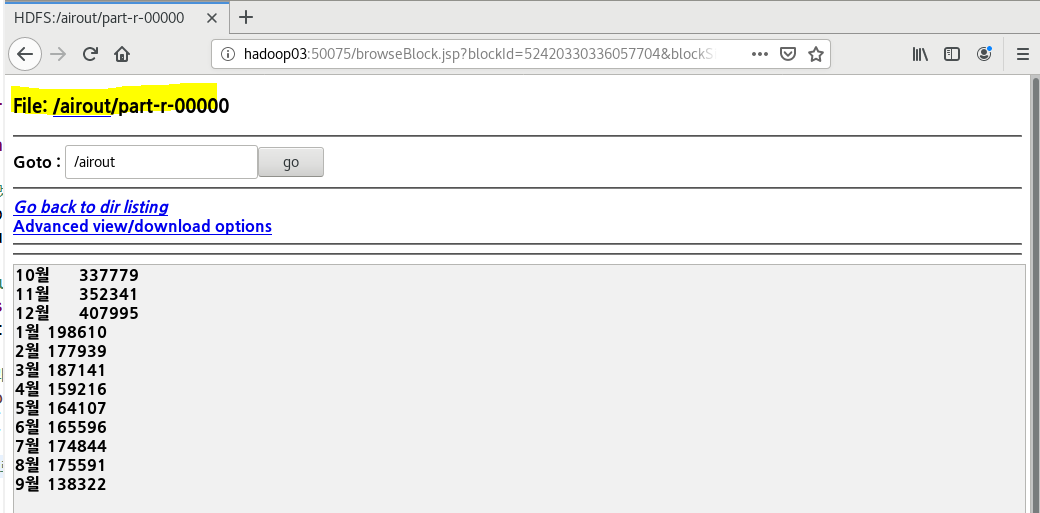 HDFS:/airout/part-r-00000
hadoop03:50075/browseBlock.jsp?blockId=52420330336057704&blockS
File: /airout/part-r-00000
Goto : /airout go
Go back to dir listing
Advanced view/download options
10월 337779
11월 352341
12월 407995
1월 198610
2월 177939
3월 187141
4월 159216
5월 164107
6월 165596
7월 174844
8월 175591
9월 138322